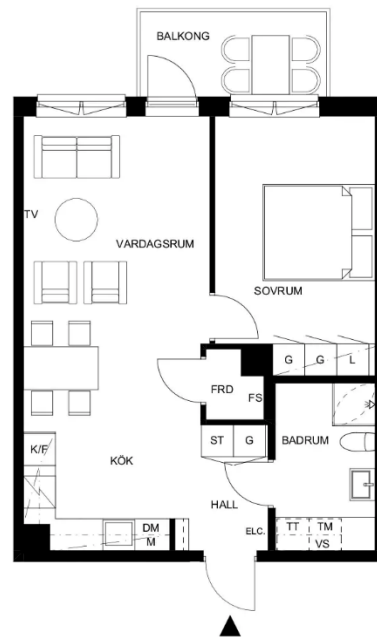 BALKONG
TV
VARDAGSRUM
SOVRUM
G G L
FRD
FS
ST G
BADRUM
K/F
KÖK
HALL
DM
M
ELC.
TT TM
VS